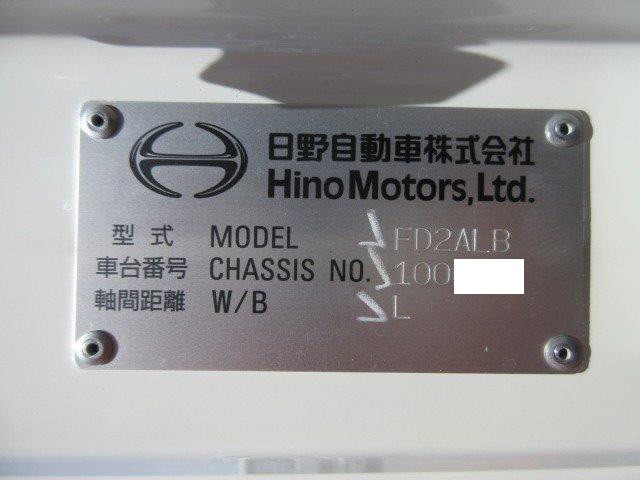 日野自動車株式会社
Hino Motors, Ltd.
型式 MODEL FD2ALB
車台番号 CHASSIS NO. 100
軸間距離 W/B L